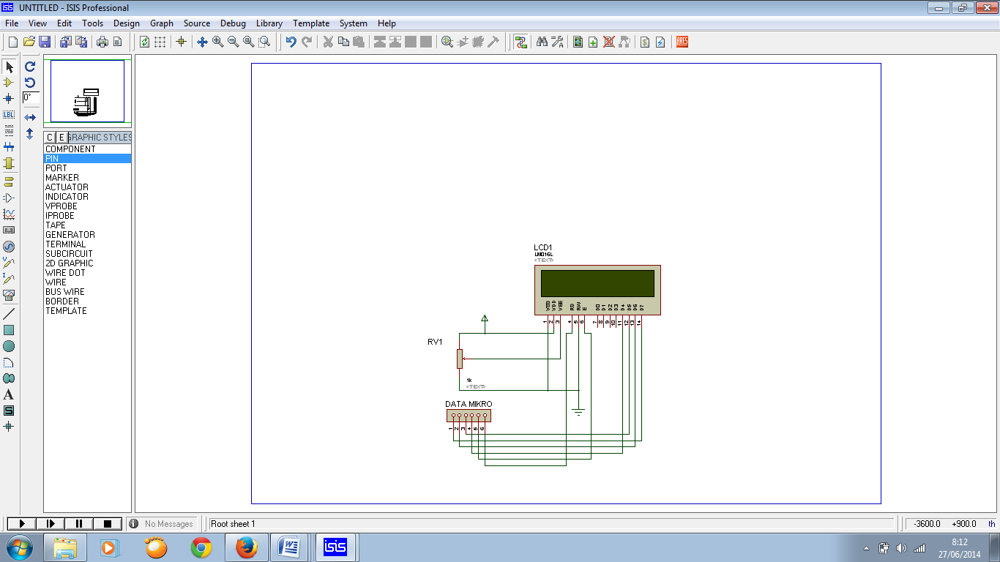 UNTITLED - ISIS Professional
File View Edit Tools Design Graph Source Debug Library Template System Help
LBL
0°
C E GRAPHIC STYLES
COMPONENT
PIN
PORT
MARKER
ACTUATOR
INDICATOR
VPROBE
IPROBE
TAPE
GENERATOR
TERMINAL
SUBCIRCUIT
2D GRAPHIC
WIRE DOT
WIRE
BUS WIRE
BORDER
TEMPLATE
LCD1
LM016L
<TEXT>
VSS VDD VEE RS RW E D0 D1 D2 D3 D4 D5 D6 D7
1 2 3 4 5 6 7 8 9 10 11 12 13 14
RV1
1k
<TEXT>
DATA MIKRO
1 2 3 4 5 6
No Messages
Root sheet 1
-3600.0 +900.0 th
isis
8:12
27/06/2014